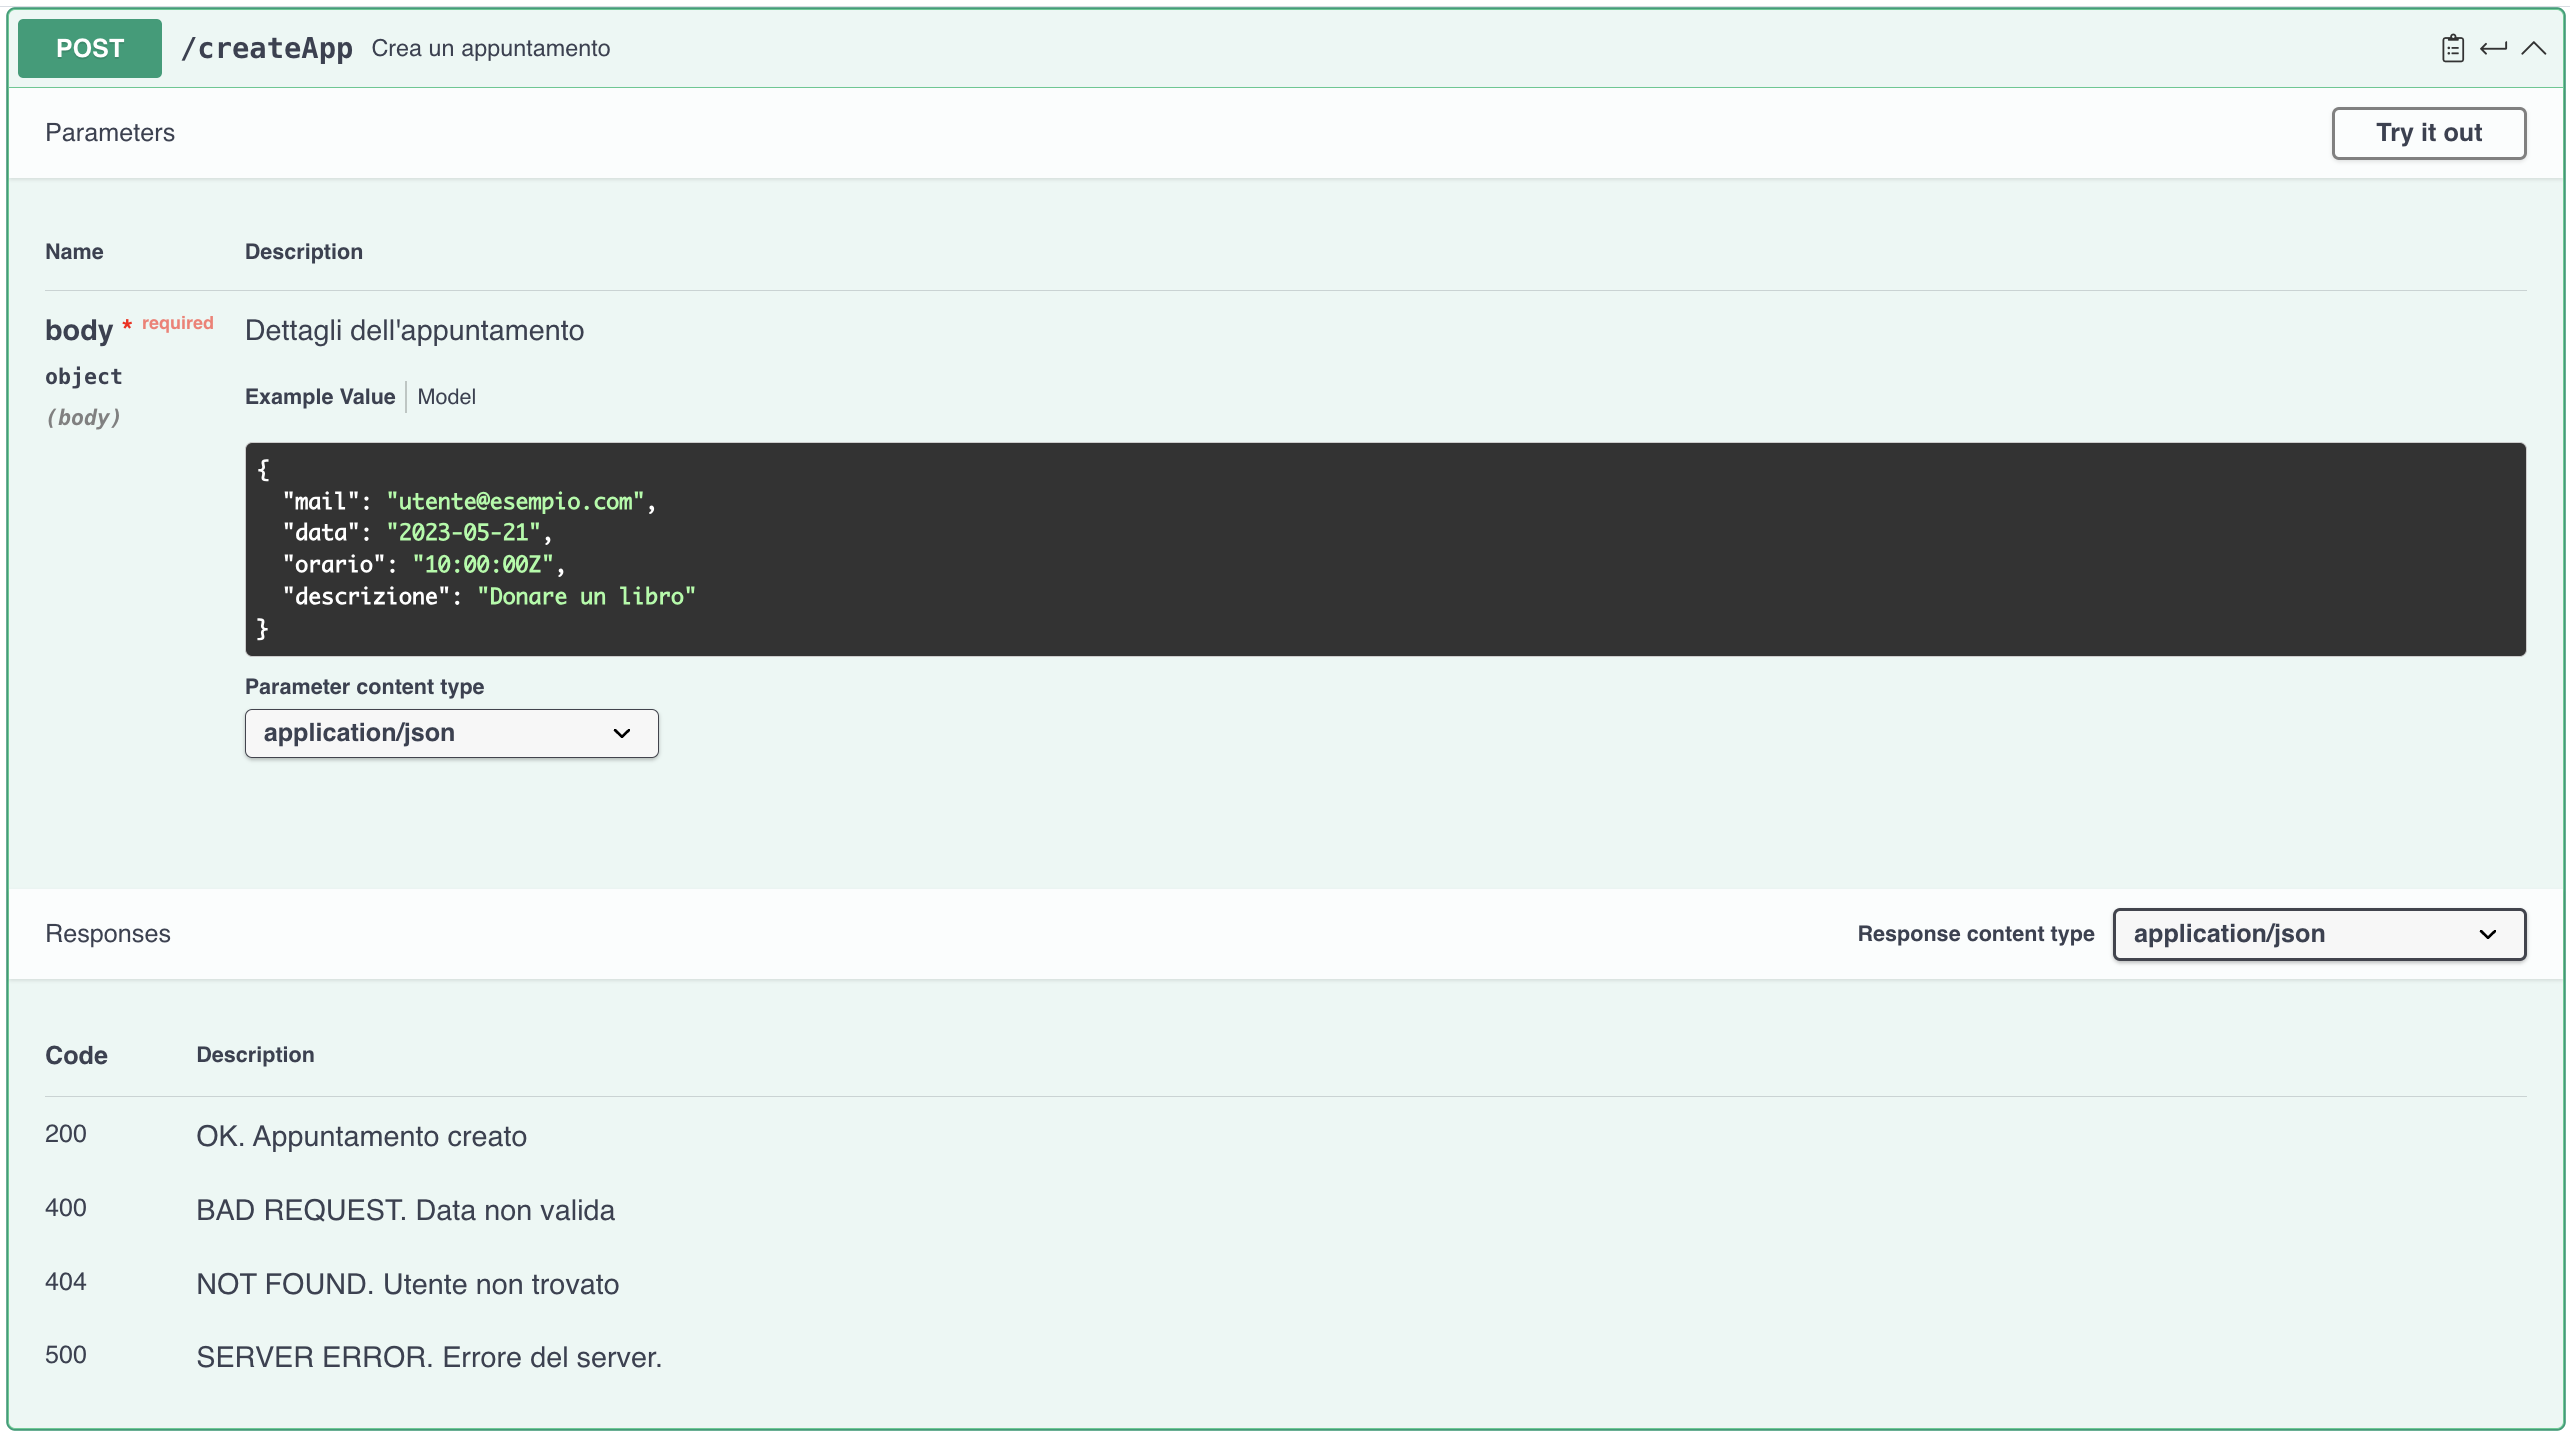 POST /createApp Crea un appuntamento
Parameters
Try it out
Name Description
body * required
object
(body)
Dettagli dell'appuntamento
Example Value Model
{
  "mail": "utente@esempio.com",
  "data": "2023-05-21",
  "orario": "10:00:00Z",
  "descrizione": "Donare un libro"
}
Parameter content type
application/json
Responses
Response content type
application/json
Code Description
200 OK. Appuntamento creato
400 BAD REQUEST. Data non valida
404 NOT FOUND. Utente non trovato
500 SERVER ERROR. Errore del server.